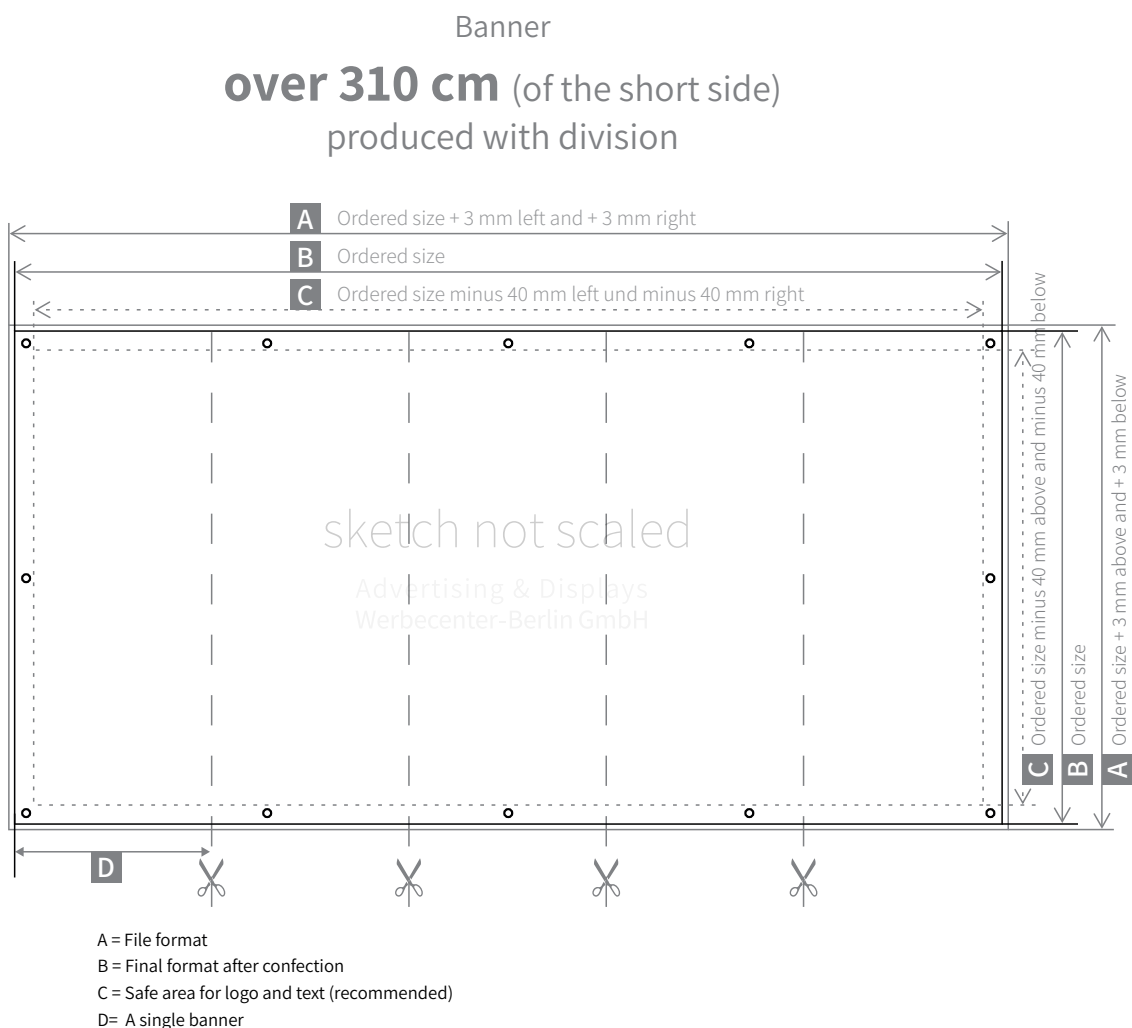 Banner
over 310 cm (of the short side)
produced with division
A Ordered size + 3 mm left and + 3 mm right
B Ordered size
C Ordered size minus 40 mm left und minus 40 mm right
C Ordered size minus 40 mm above and minus 40 mm below
B Ordered size
A Ordered size + 3 mm above and + 3 mm below
sketch not scaled
Advertising & Displays
Werbecenter-Berlin GmbH
D
A = File format
B = Final format after confection
C = Safe area for logo and text (recommended)
D= A single banner